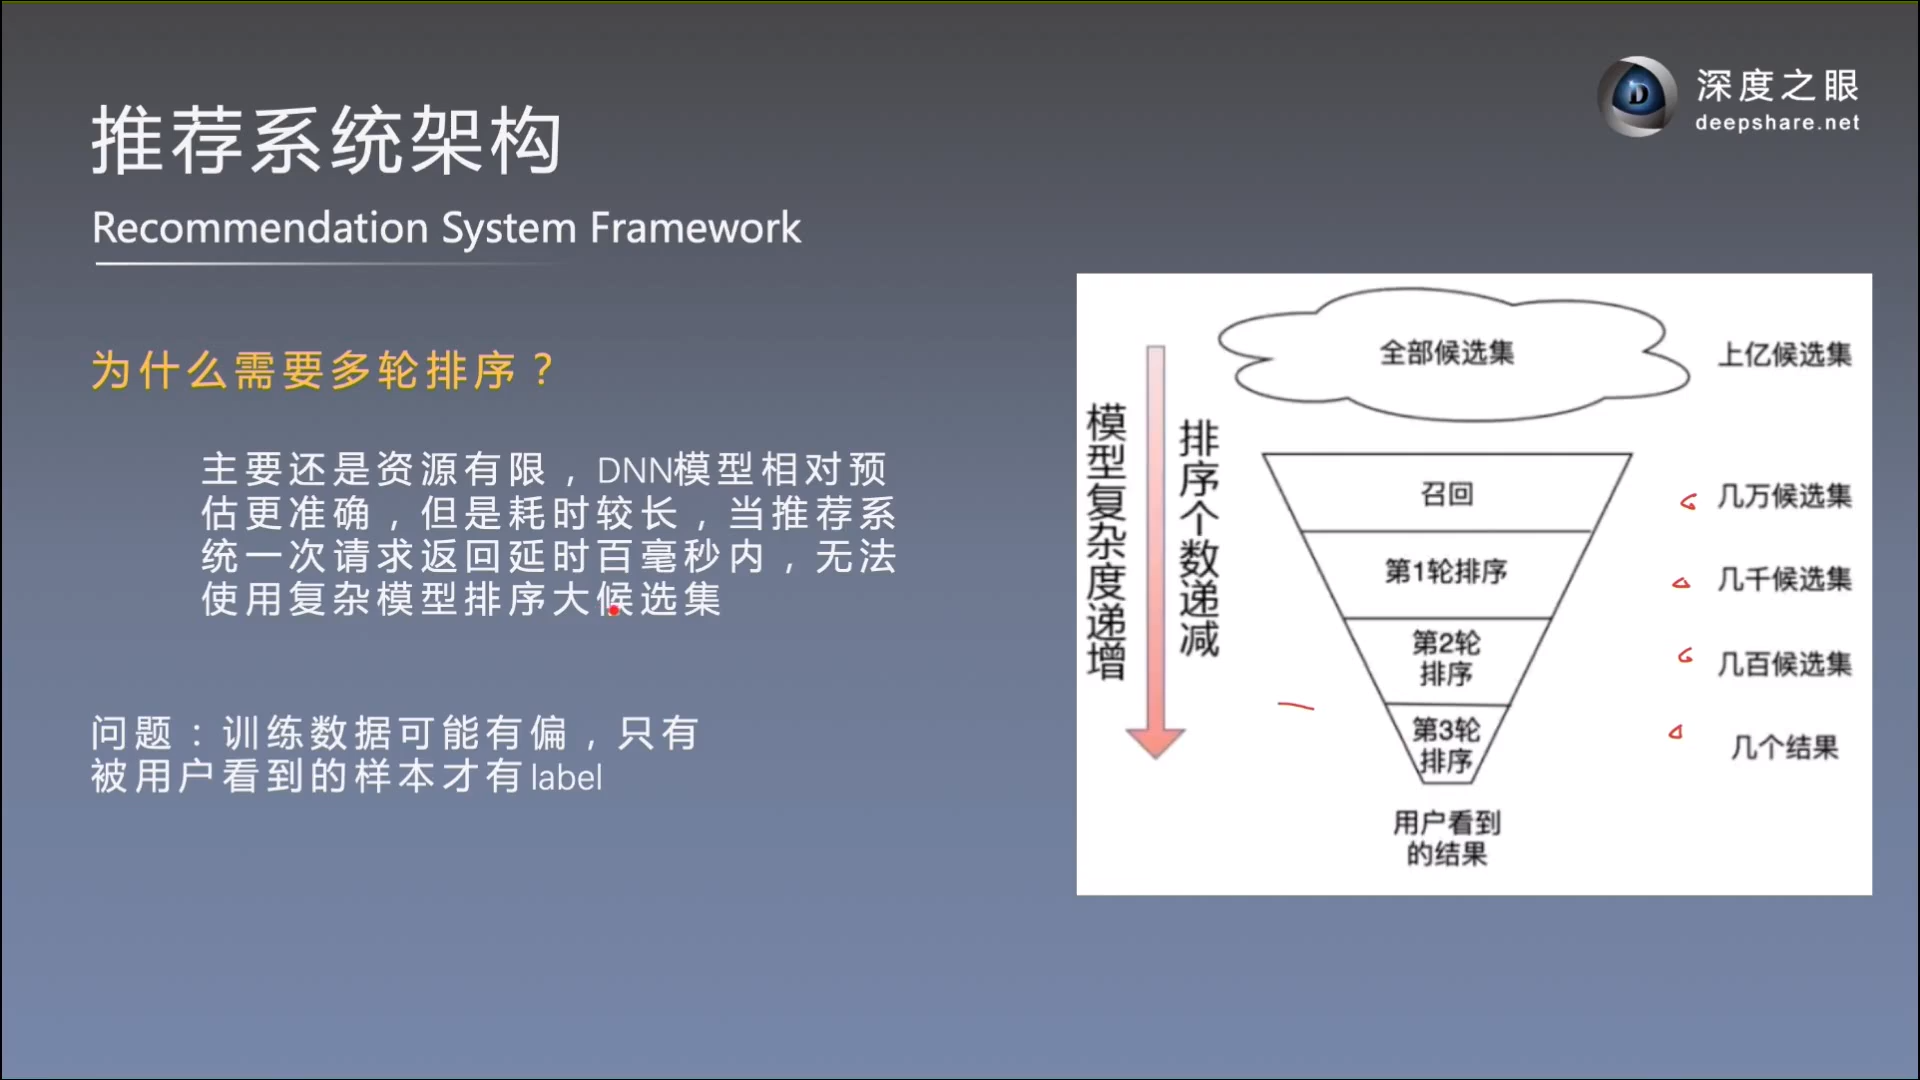 深度之眼
deepshare.net
推荐系统架构
Recommendation System Framework
为什么需要多轮排序？
主要还是资源有限，DNN模型相对预
估更准确，但是耗时较长，当推荐系
统一次请求返回延时百毫秒内，无法
使用复杂模型排序大候选集
问题：训练数据可能有偏，只有
被用户看到的样本才有label
模型复杂度递增
排序个数递减
全部候选集
上亿候选集
召回
几万候选集
第1轮排序
几千候选集
第2轮
排序
几百候选集
第3轮
排序
几个结果
用户看到
的结果